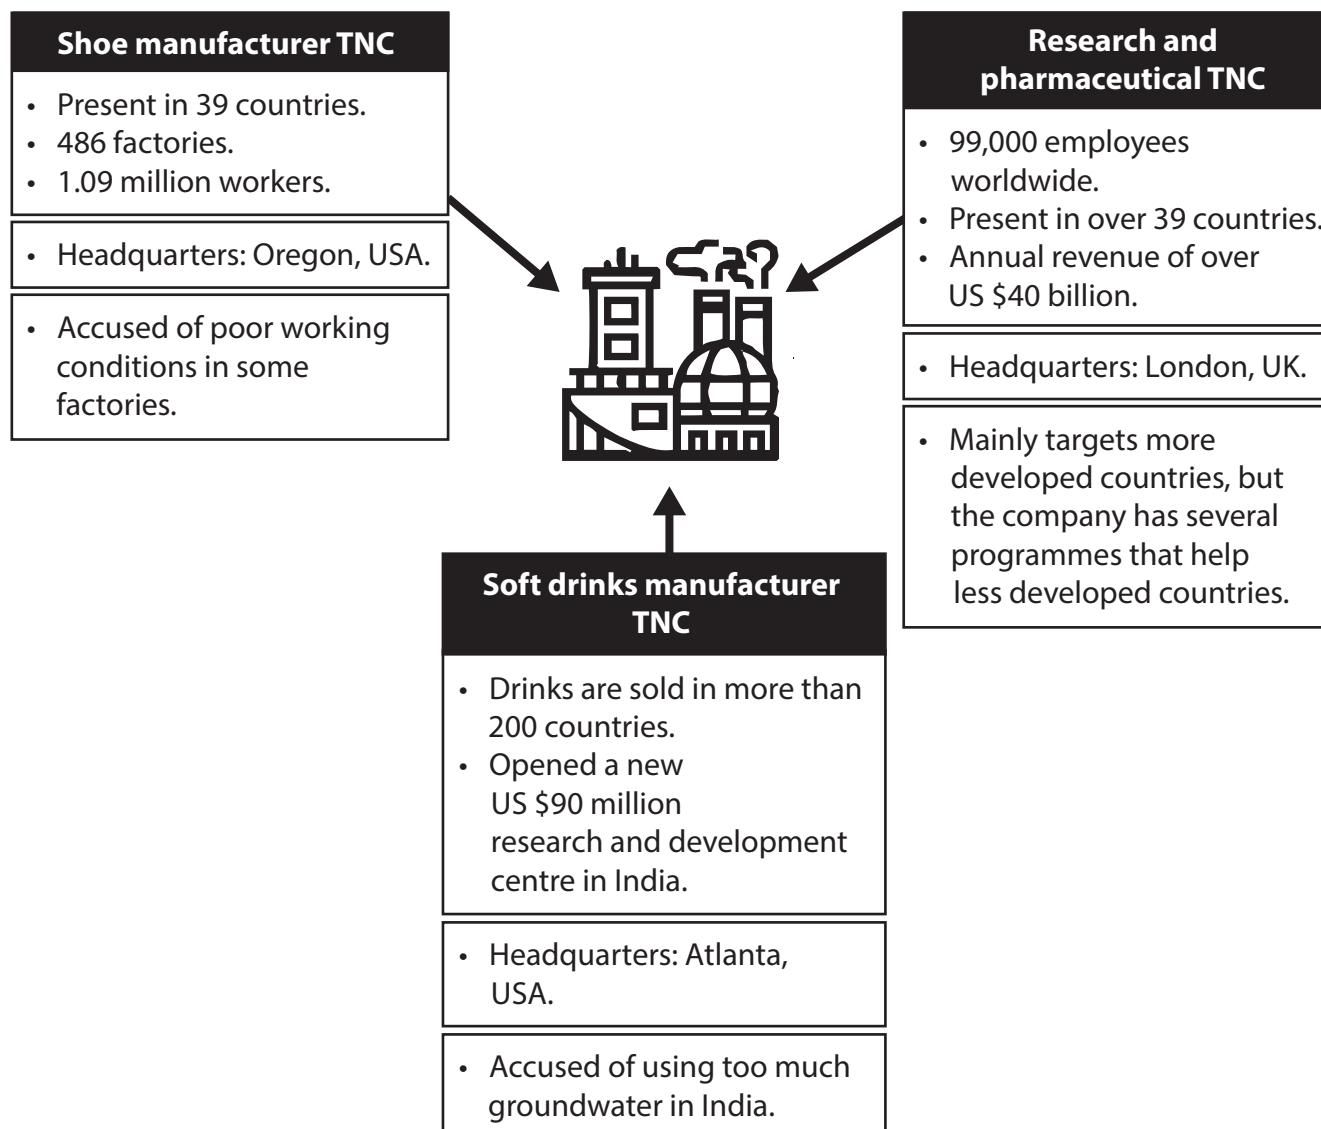 Shoe manufacturer TNC
• Present in 39 countries.
• 486 factories.
• 1.09 million workers.
• Headquarters: Oregon, USA.
• Accused of poor working
conditions in some
factories.
Research and
pharmaceutical TNC
• 99,000 employees
worldwide.
• Present in over 39 countries.
• Annual revenue of over
US $40 billion.
• Headquarters: London, UK.
• Mainly targets more
developed countries, but
the company has several
programmes that help
less developed countries.
Soft drinks manufacturer
TNC
• Drinks are sold in more than
200 countries.
• Opened a new
US $90 million
research and development
centre in India.
• Headquarters: Atlanta,
USA.
• Accused of using too much
groundwater in India.